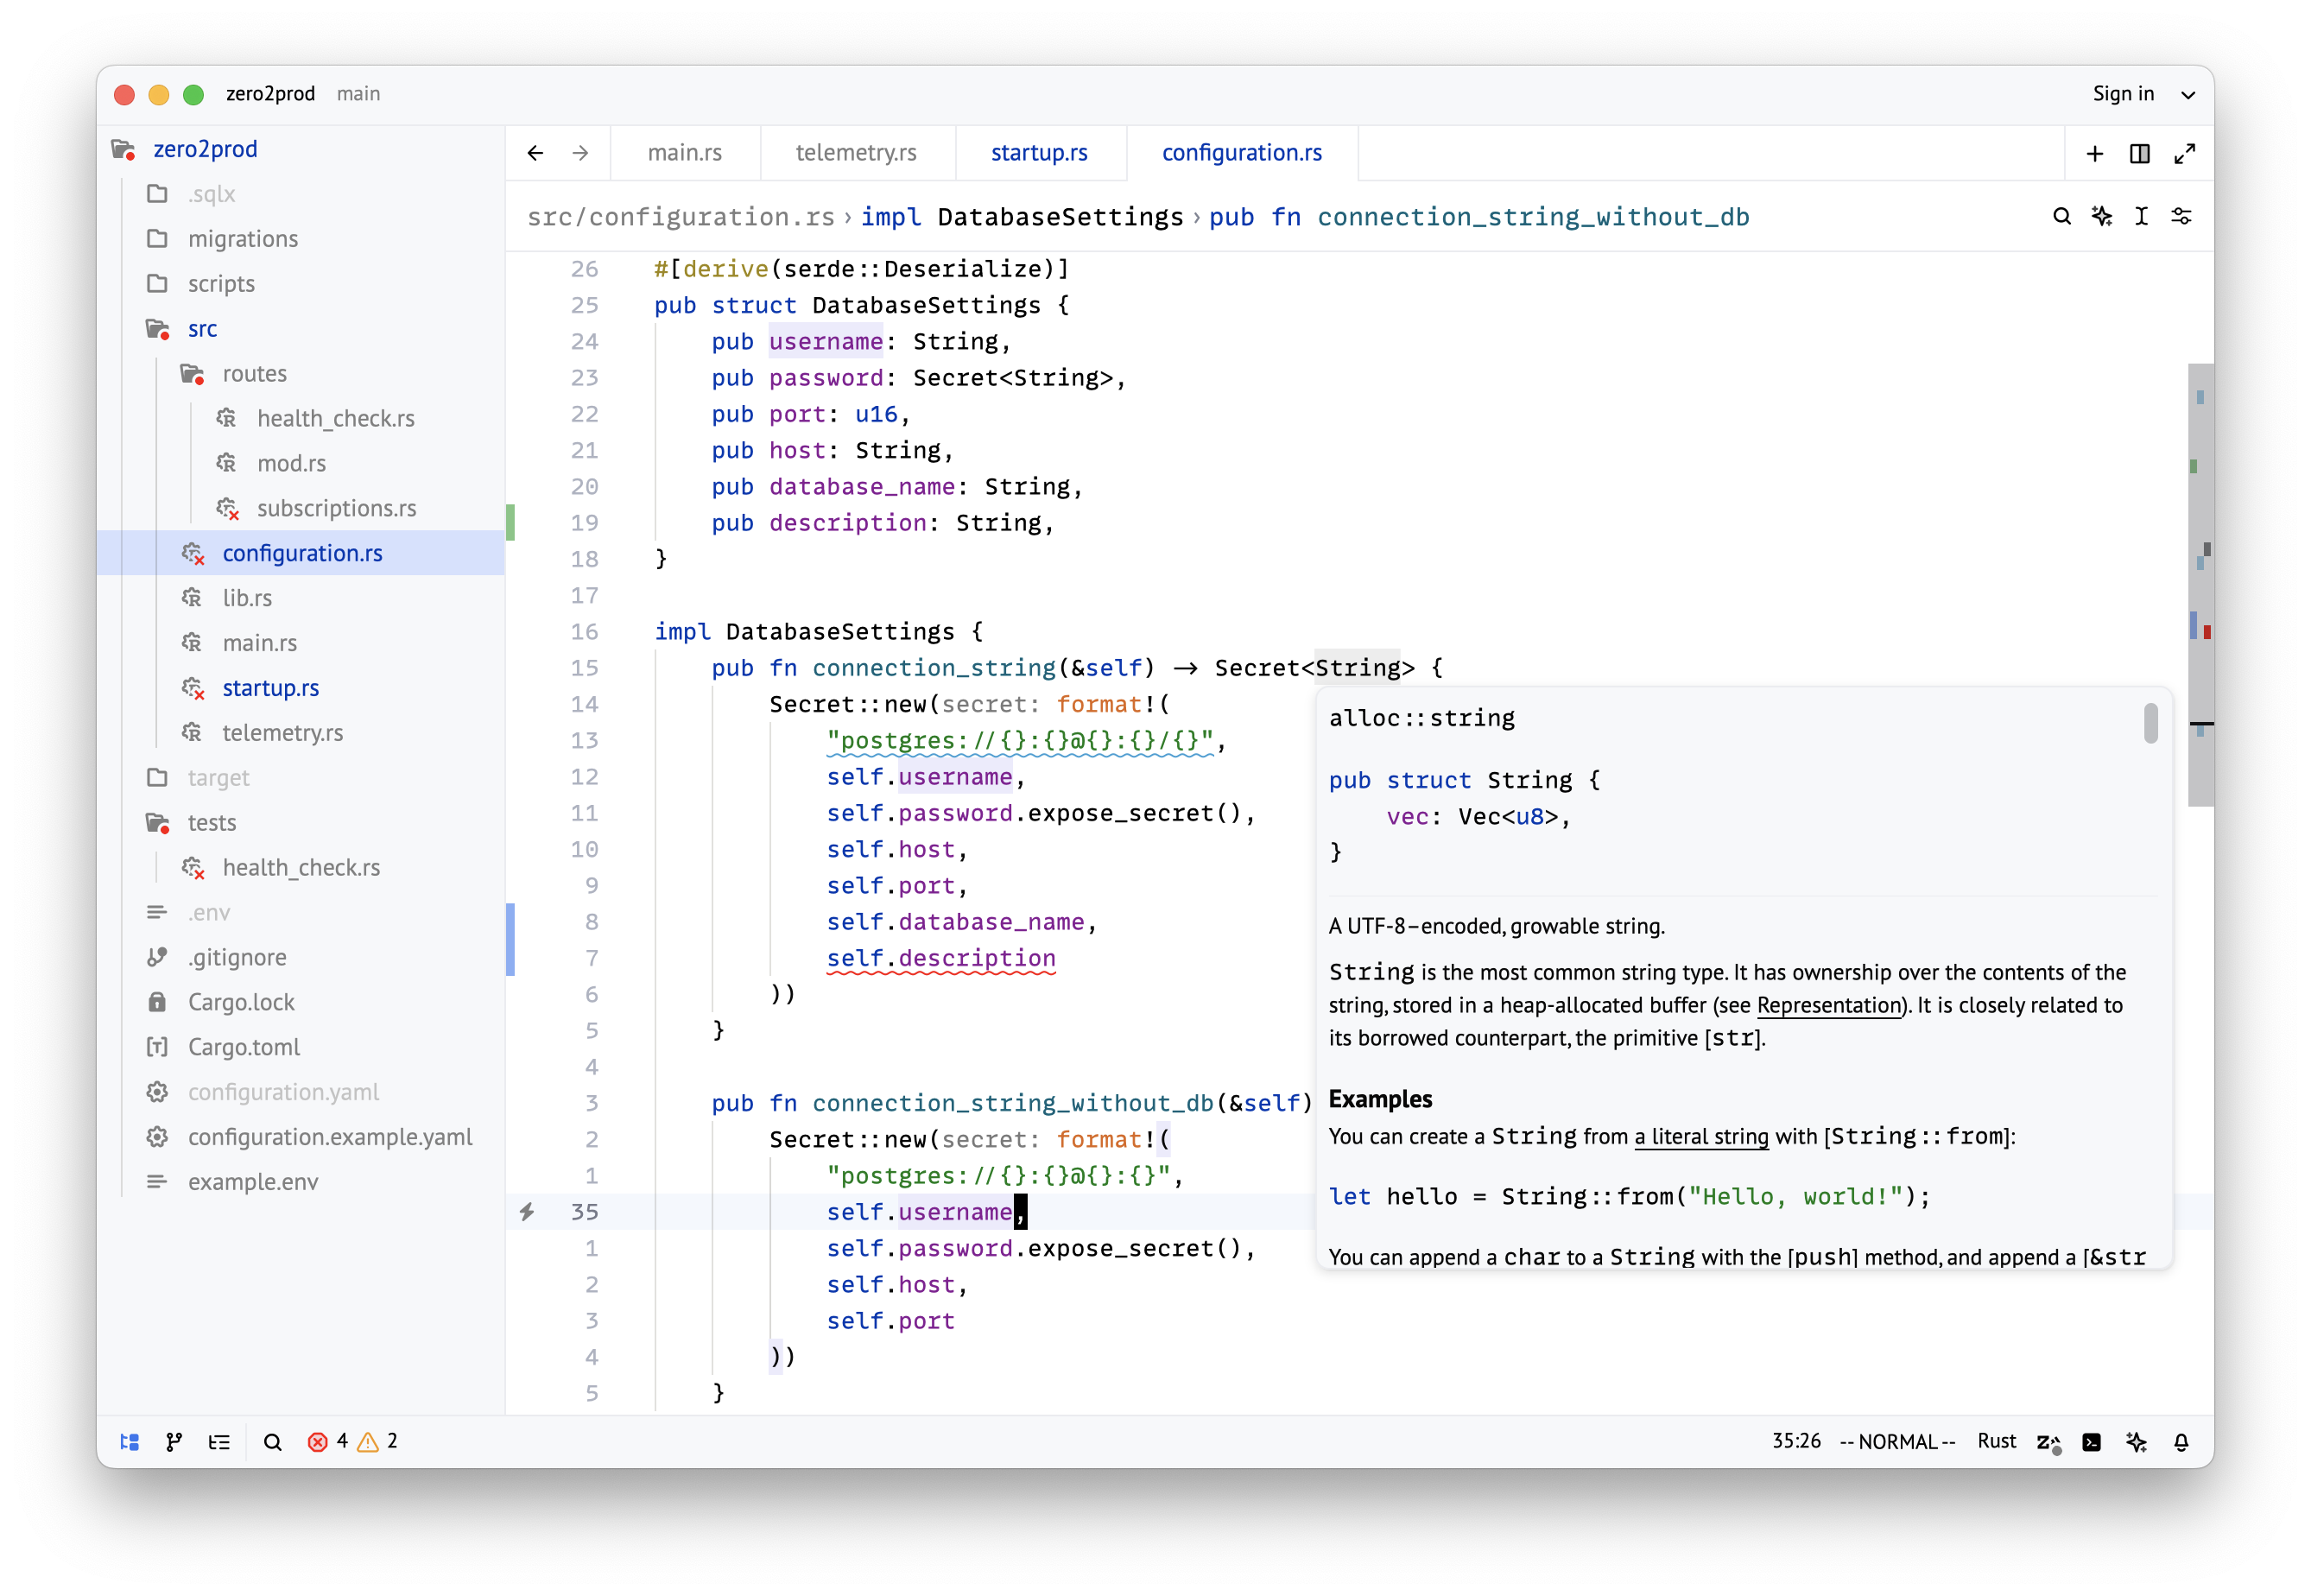 zero2prod main
Sign in
zero2prod
.sqlx
migrations
scripts
src
routes
health_check.rs
mod.rs
subscriptions.rs
configuration.rs
lib.rs
main.rs
startup.rs
telemetry.rs
target
tests
health_check.rs
.env
.gitignore
Cargo.lock
Cargo.toml
configuration.yaml
configuration.example.yaml
example.env
main.rs telemetry.rs startup.rs configuration.rs
src/configuration.rs › impl DatabaseSettings › pub fn connection_string_without_db
26 #[derive(serde::Deserialize)]
25 pub struct DatabaseSettings {
24 pub username: String,
23 pub password: Secret<String>,
22 pub port: u16,
21 pub host: String,
20 pub database_name: String,
19 pub description: String,
18 }
17
16 impl DatabaseSettings {
15 pub fn connection_string(&self) → Secret<String> {
14 Secret::new(secret: format!(
13 "postgres://{}:{}@{}:{}/{}",
12 self.username,
11 self.password.expose_secret(),
10 self.host,
9 self.port,
8 self.database_name,
7 self.description
6 ))
5 }
4
3 pub fn connection_string_without_db(&self)
2 Secret::new(secret: format!(
1 "postgres://{}:{}@{}:{}",
35 self.username,
1 self.password.expose_secret(),
2 self.host,
3 self.port
4 ))
5 }
alloc::string
pub struct String {
vec: Vec<u8>,
}
A UTF-8–encoded, growable string.
String is the most common string type. It has ownership over the contents of the
string, stored in a heap-allocated buffer (see Representation). It is closely related to
its borrowed counterpart, the primitive [str].
Examples
You can create a String from a literal string with [String::from]:
let hello = String::from("Hello, world!");
You can append a char to a String with the [push] method, and append a [&str
4 2
35:26 -- NORMAL -- Rust